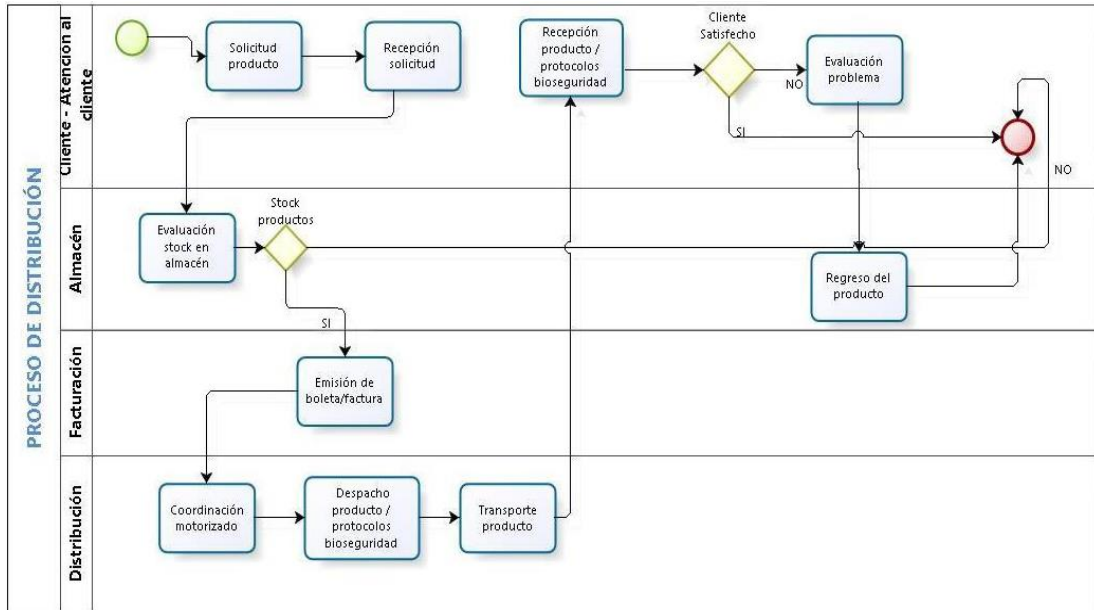 PROCESO DE DISTRIBUCIÓN
Cliente - Atención al
cliente
Solicitud
producto
Recepción
solicitud
Recepción
producto /
protocolos
bioseguridad
Cliente
Satisfecho
NO
SI
Evaluación
problema
NO
Almacén
Evaluación
stock en
almacén
Stock
productos
SI
Regreso del
producto
Facturación
Emisión de
boleta/factura
Distribución
Coordinación
motorizado
Despacho
producto /
protocolos
bioseguridad
Transporte
producto